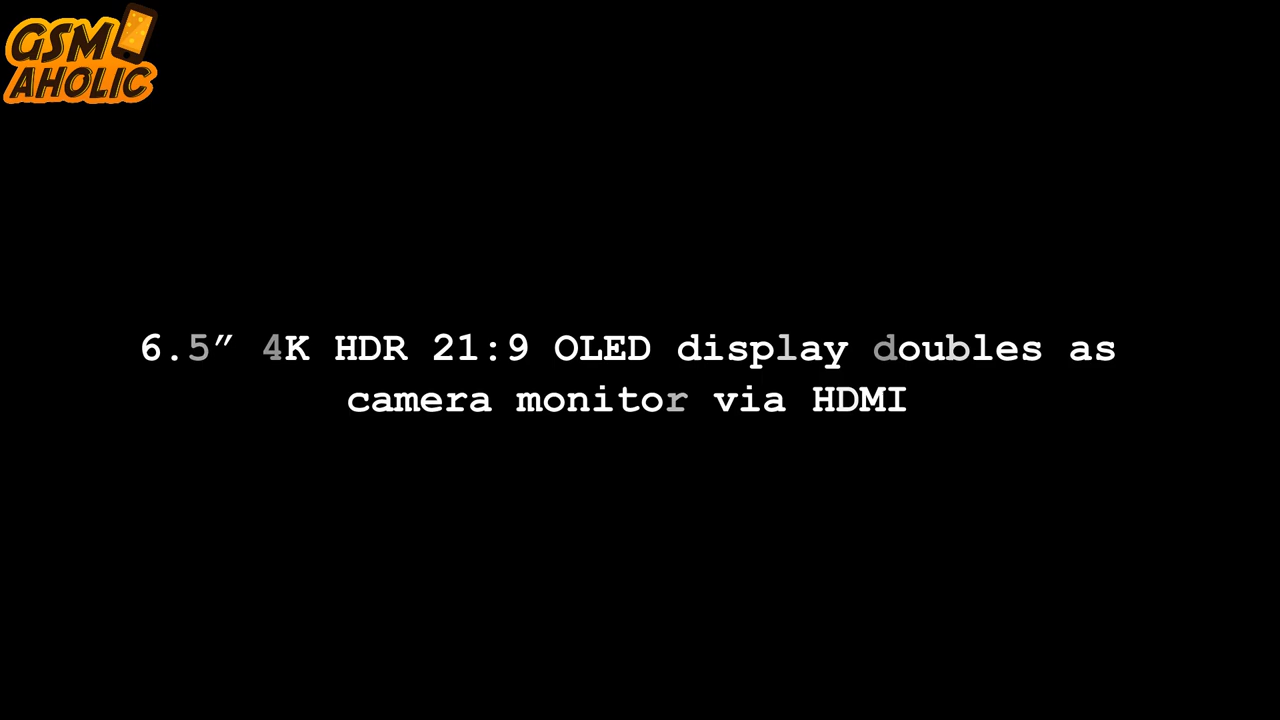 GSM
AHOLIC
6.5″ 4K HDR 21:9 OLED display doubles as
camera monitor via HDMI